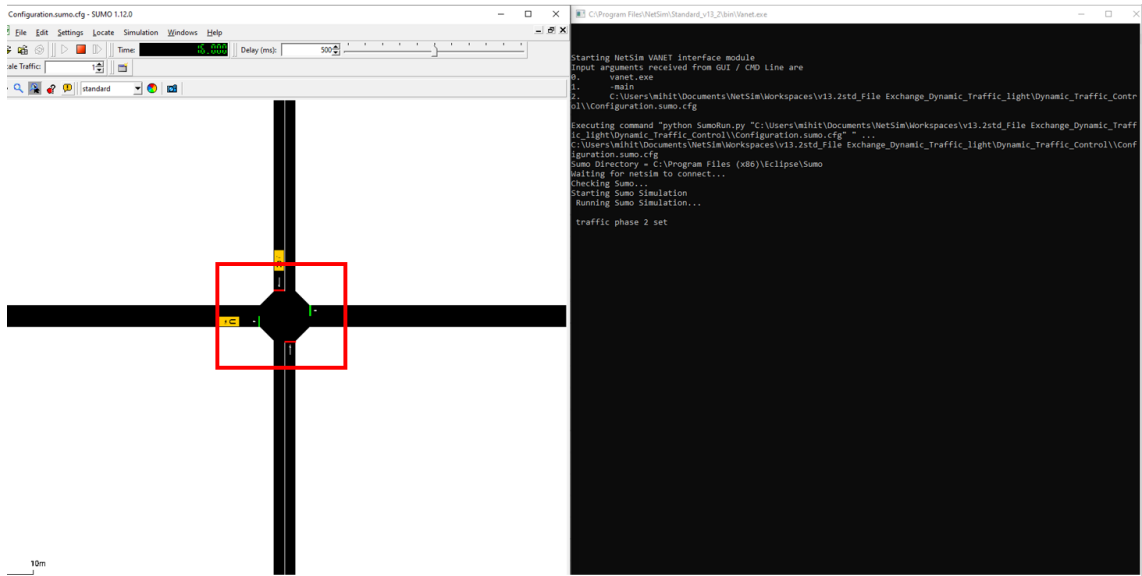 Configuration.sumo.cfg - SUMO 1.12.0
File Edit Settings Locate Simulation Windows Help
Time: 16.000 Delay (ms): 500
ale Traffic: 1
standard
10m
C:\Program Files\NetSim\Standard_v13_2\bin\Vanet.exe
Starting NetSim VANET interface module
Input arguments received from GUI / CMD Line are
0. vanet.exe
1. -main
2. C:\Users\mihit\Documents\NetSim\Workspaces\v13.2std_File Exchange_Dynamic_Traffic_light\Dynamic_Traffic_Contr
ol\\Configuration.sumo.cfg
Executing command "python SumoRun.py "C:\Users\mihit\Documents\NetSim\Workspaces\v13.2std_File Exchange_Dynamic_Traff
ic_light\Dynamic_Traffic_Control\\Configuration.sumo.cfg" " ...
C:\Users\mihit\Documents\NetSim\Workspaces\v13.2std_File Exchange_Dynamic_Traffic_light\Dynamic_Traffic_Control\\Conf
iguration.sumo.cfg
Sumo Directory = C:\Program Files (x86)\Eclipse\Sumo
Waiting for netsim to connect...
Checking Sumo...
Starting Sumo Simulation
Running Sumo Simulation...
traffic phase 2 set